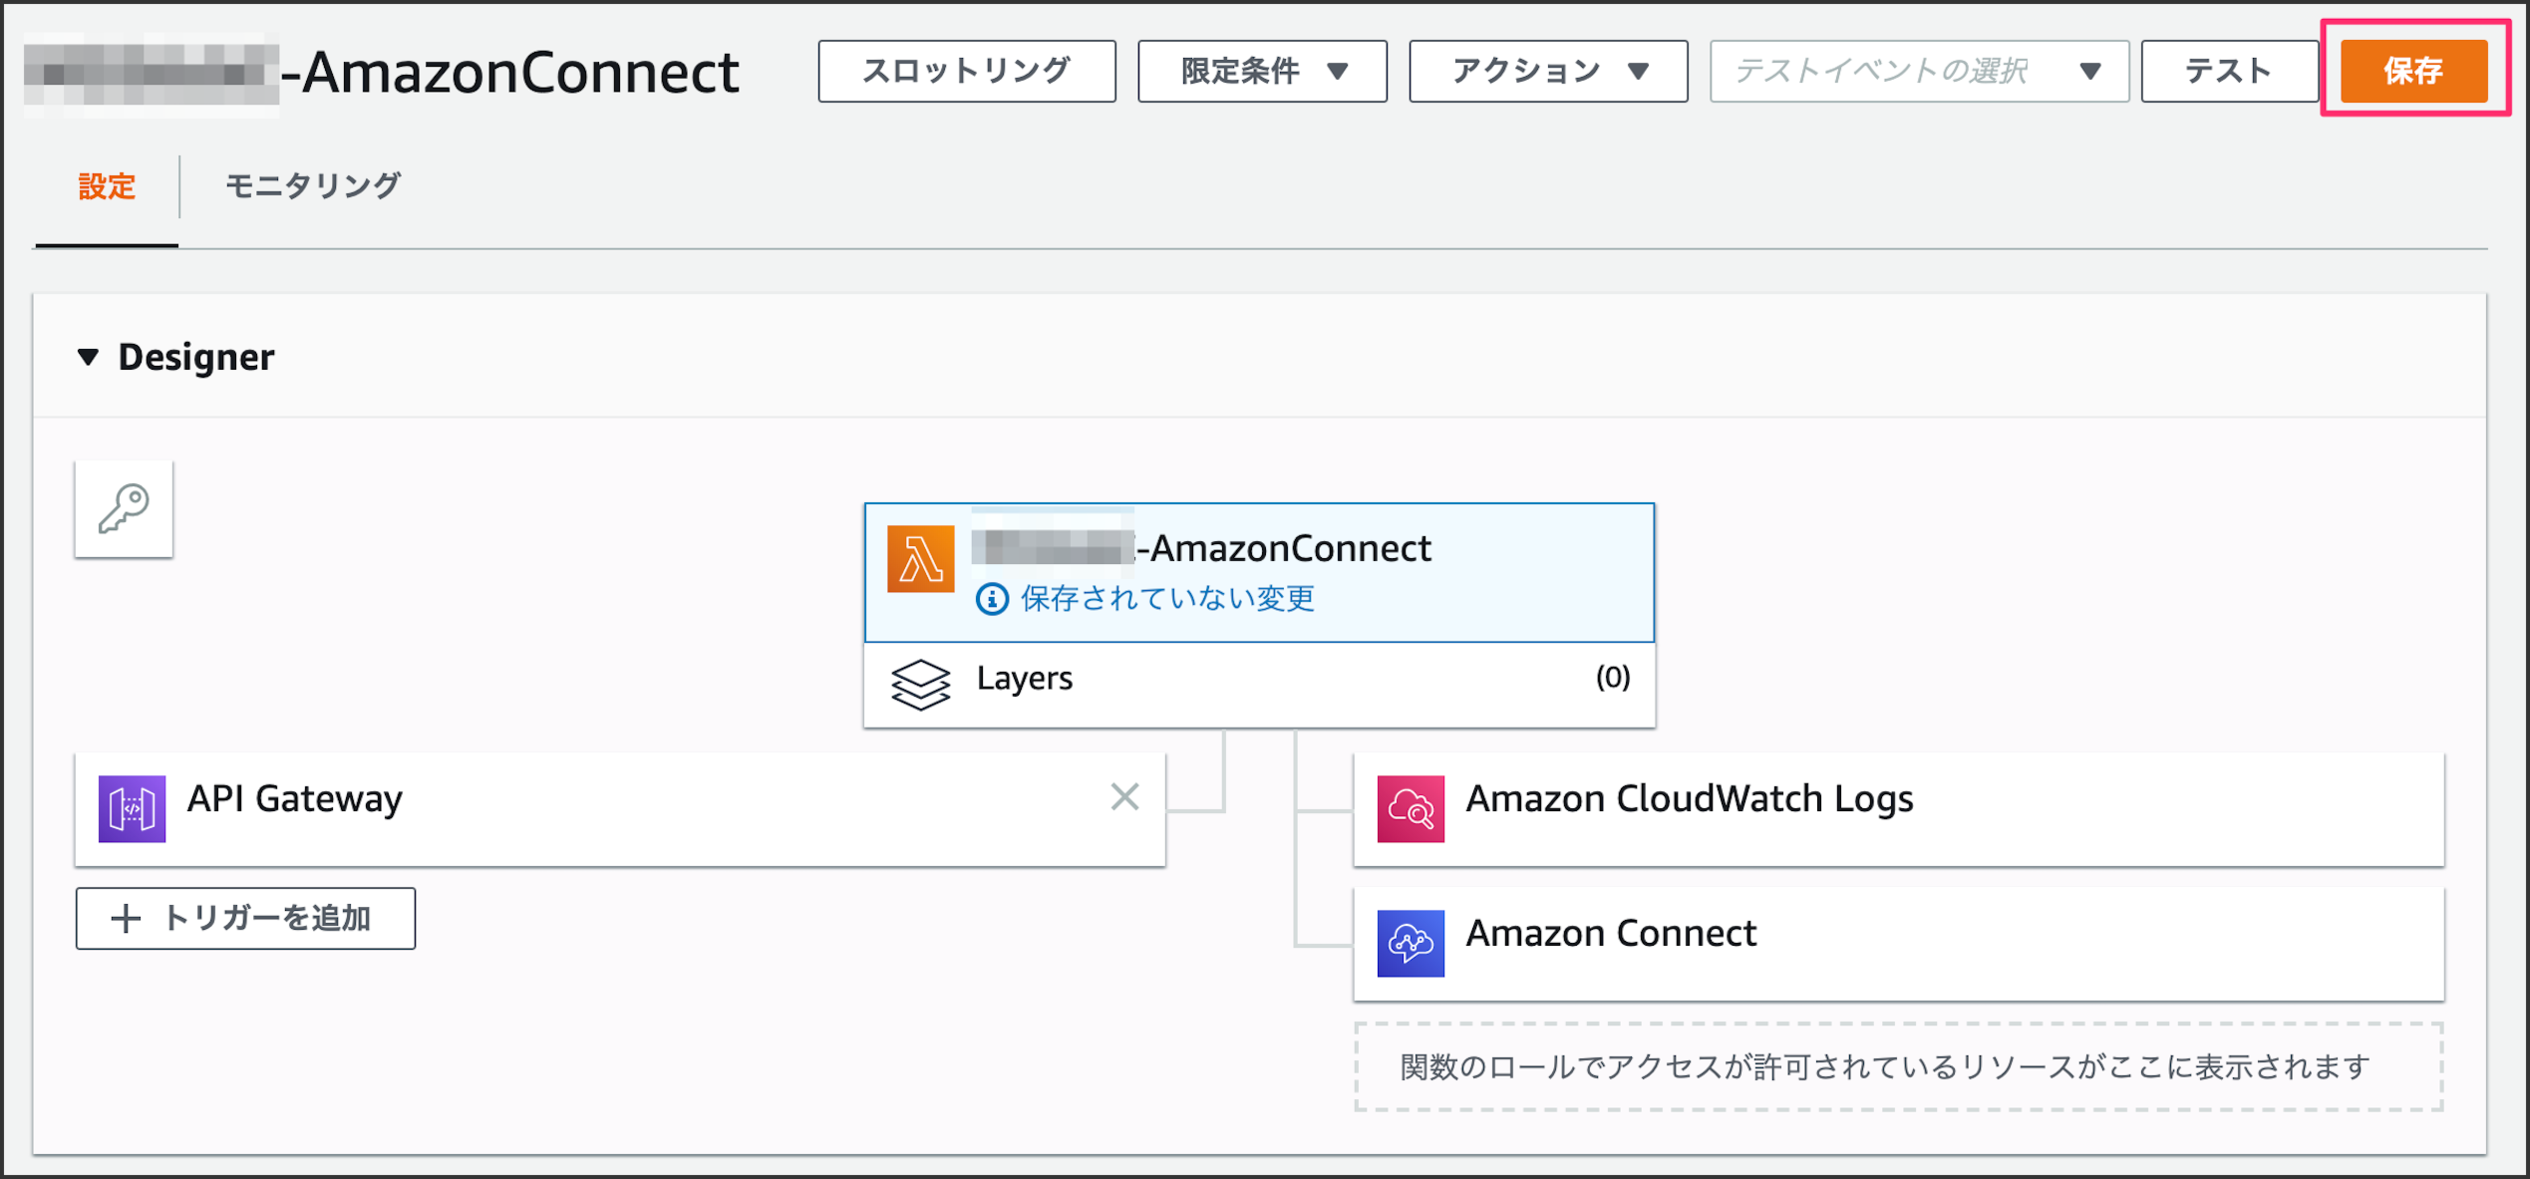 -AmazonConnect
スロットリング
限定条件
アクション
テストイベントの選択
テスト
保存
設定
モニタリング
Designer
-AmazonConnect
保存されていない変更
Layers
(0)
API Gateway
Amazon CloudWatch Logs
トリガーを追加
Amazon Connect
関数のロールでアクセスが許可されているリソースがここに表示されます